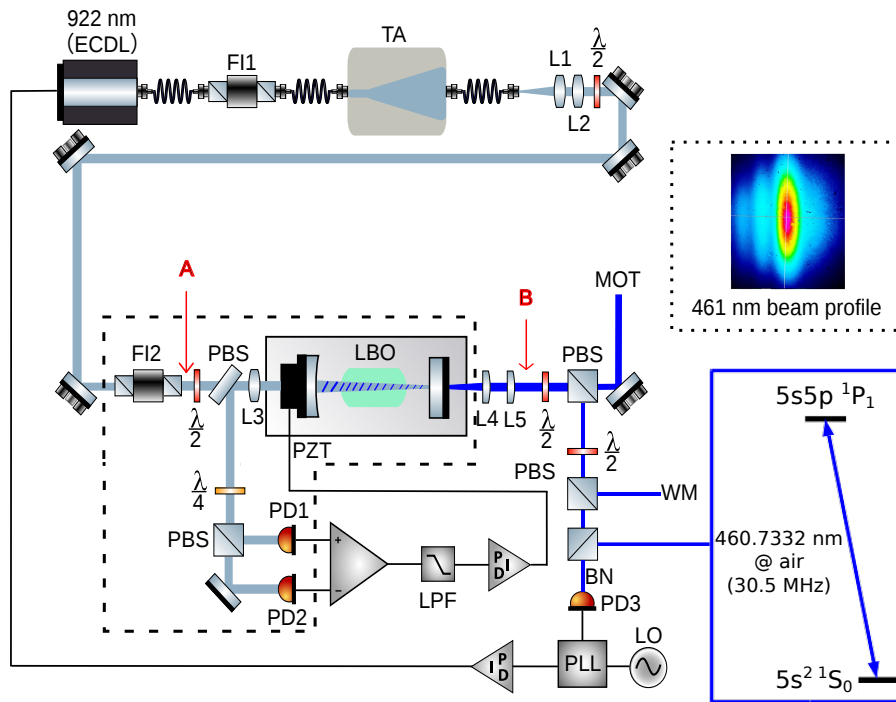 922 nm
(ECDL)
FI1
TA
L1
L2
λ
2
461 nm beam profile
A
B
MOT
FI2
PBS
λ
2
L3
LBO
PZT
L4
L5
λ
2
PBS
λ
2
PBS
WM
5s5p ¹P₁
460.7332 nm
@ air
(30.5 MHz)
5s² ¹S₀
λ
4
PBS
PD1
PD2
+
−
LPF
P
I
D
BN
PD3
P
I
D
PLL
LO